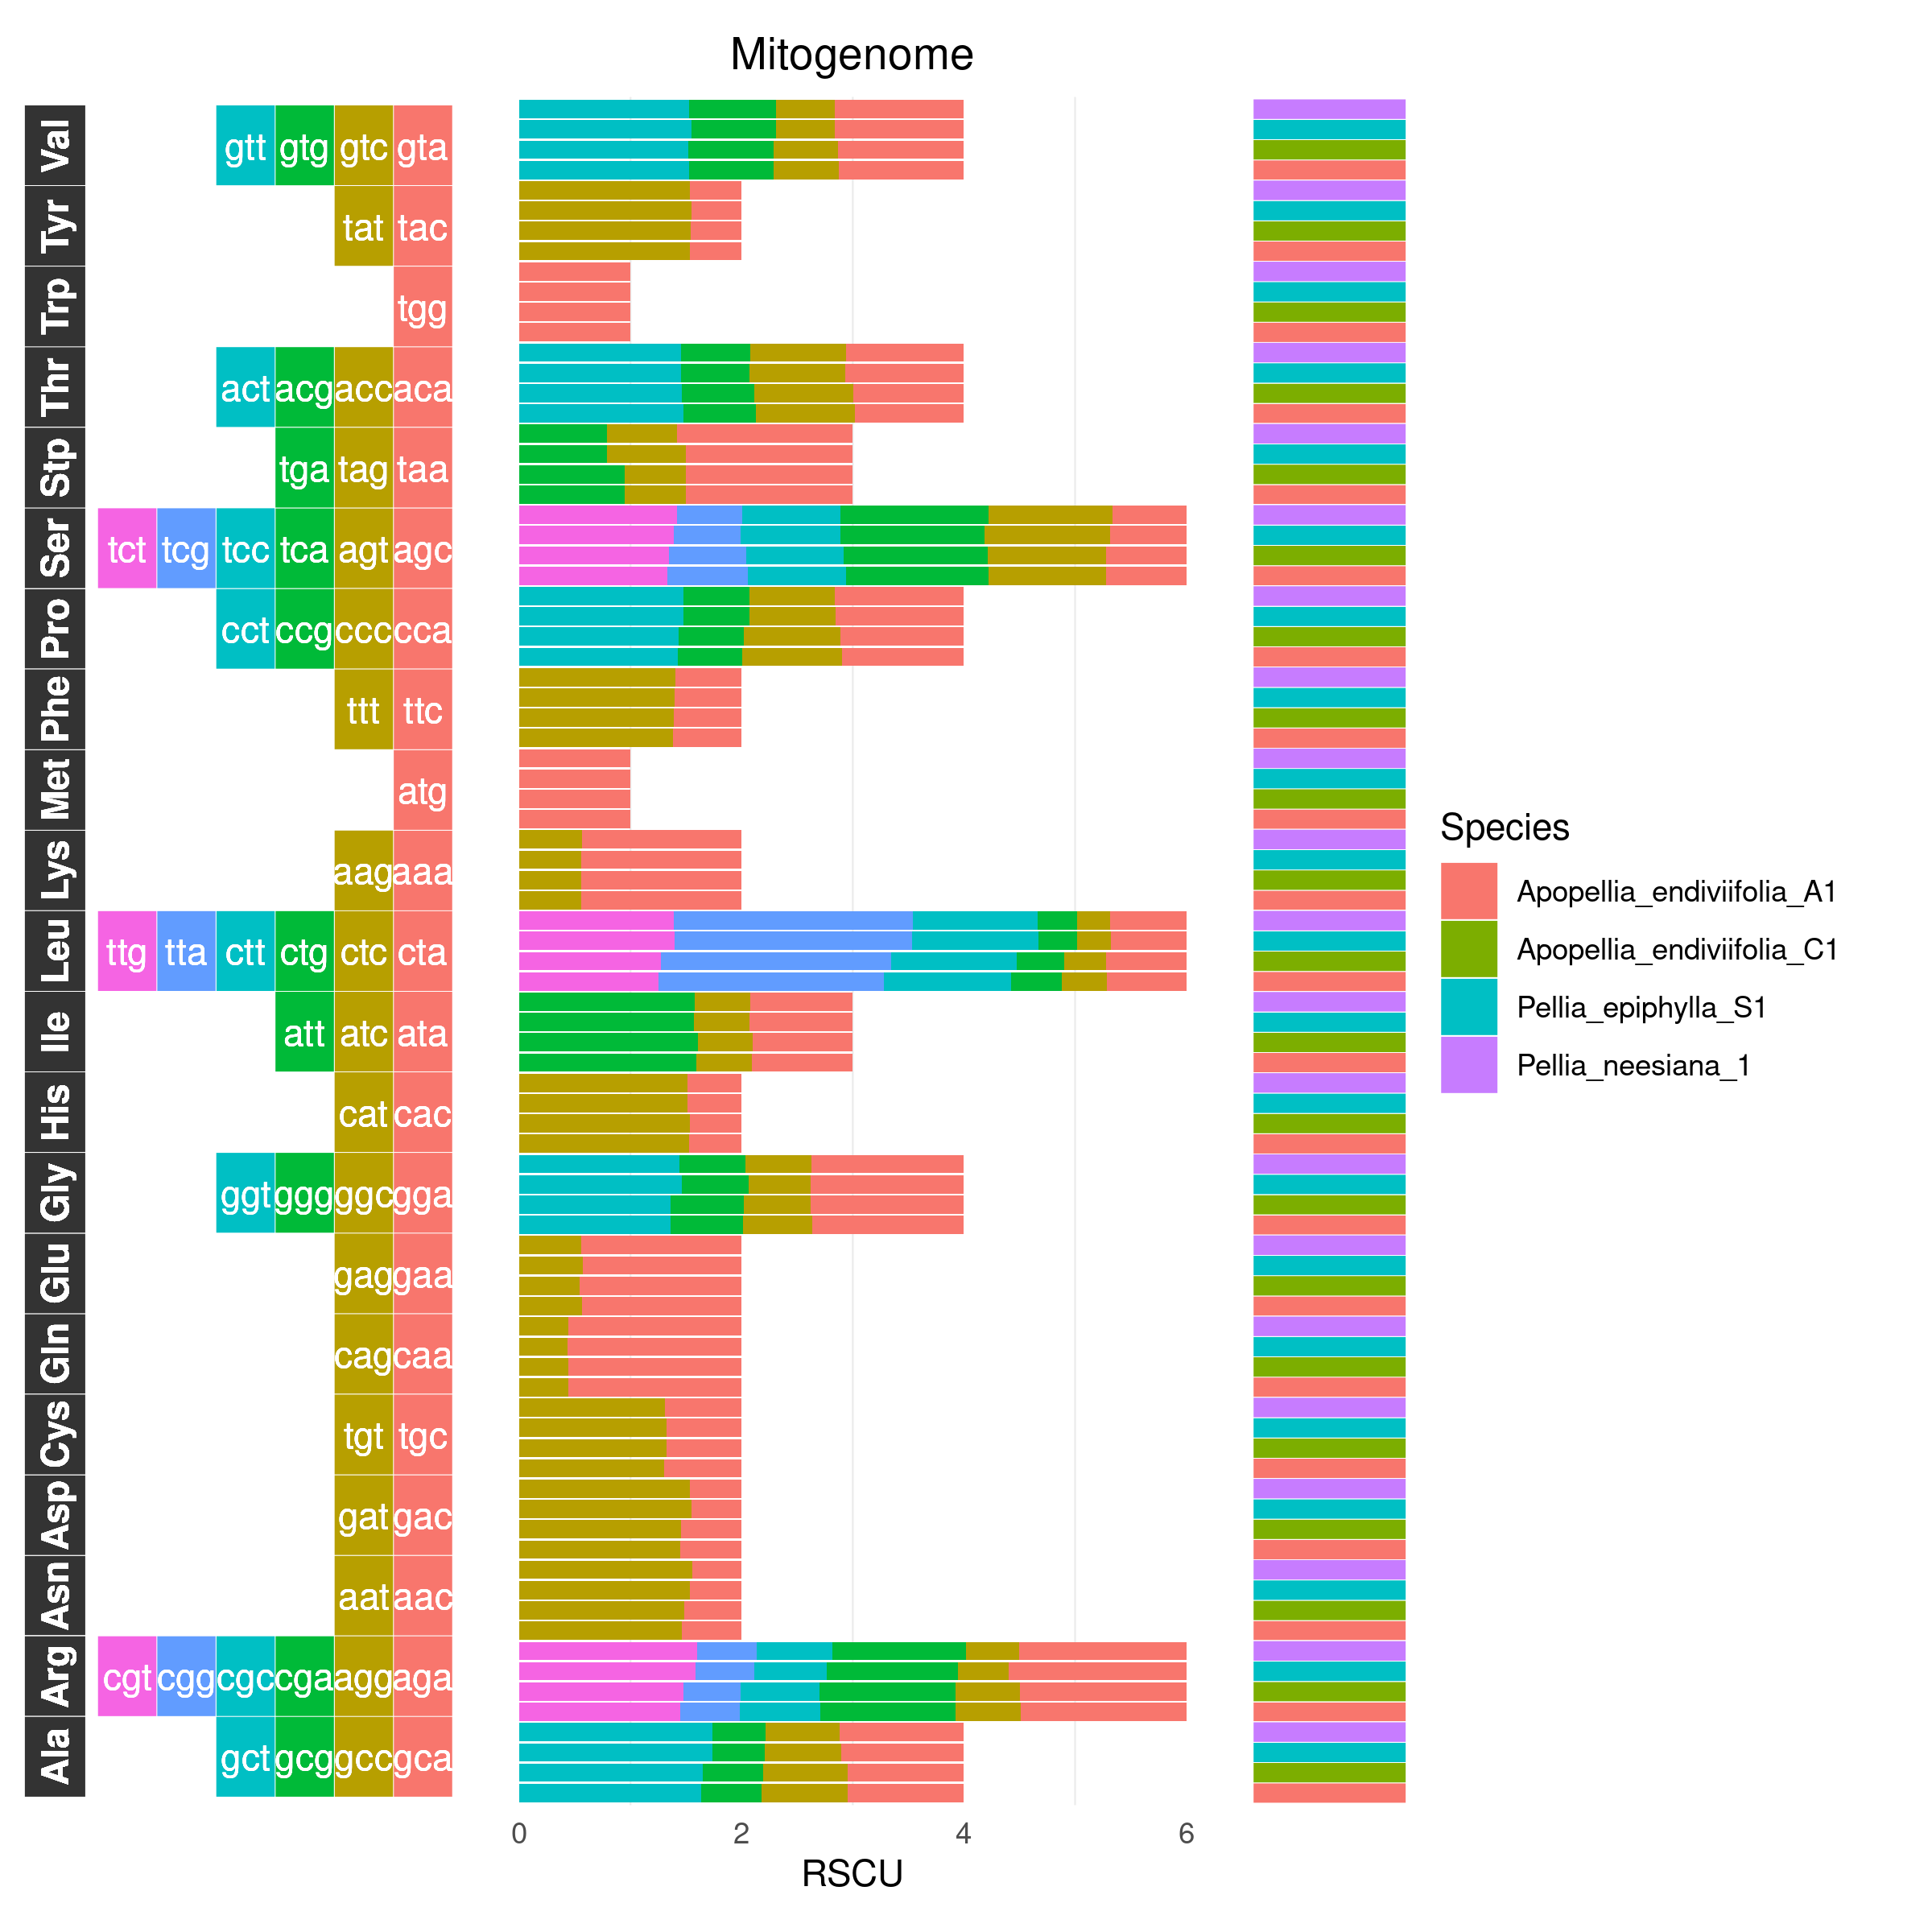 Mitogenome
Val gtt gtg gtc gta
Tyr tat tac
Trp tgg
Thr act acg acc aca
Stp tga tag taa
Ser tct tcg tcc tca agt agc
Pro cct ccg ccc cca
Phe ttt ttc
Met atg
Lys aag aaa
Leu ttg tta ctt ctg ctc cta
Ile att atc ata
His cat cac
Gly ggt ggg ggc gga
Glu gag gaa
Gln cag caa
Cys tgt tgc
Asp gat gac
Asn aat aac
Arg cgt cgg cgc cga agg aga
Ala gct gcg gcc gca
0 2 4 6
RSCU
Species
Apopellia_endiviifolia_A1
Apopellia_endiviifolia_C1
Pellia_epiphylla_S1
Pellia_neesiana_1